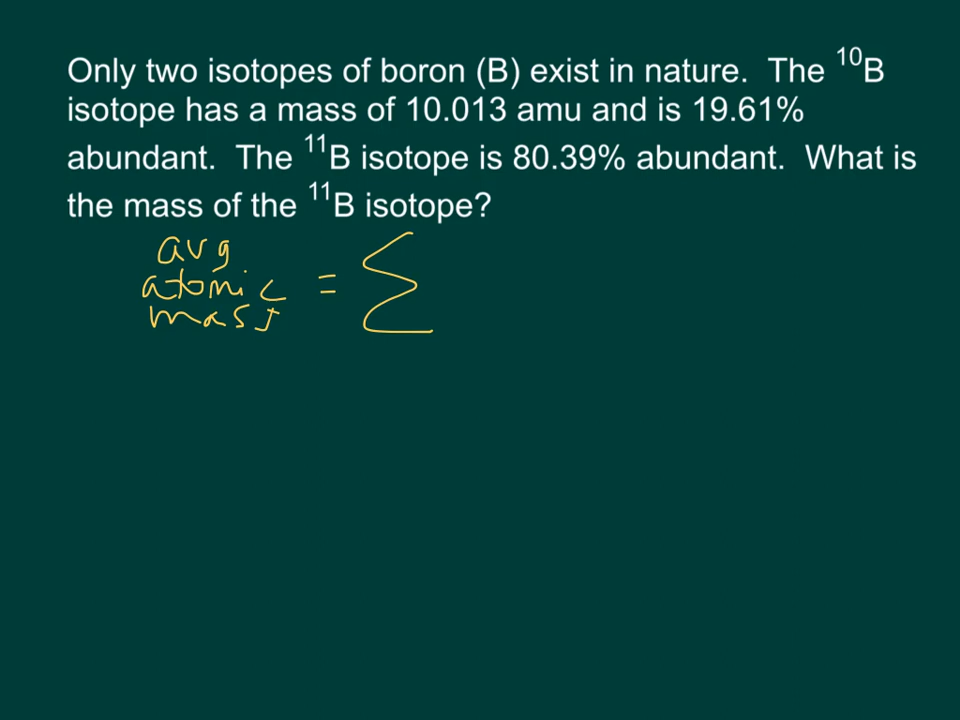 Only two isotopes of boron (B) exist in nature. The ¹⁰B
isotope has a mass of 10.013 amu and is 19.61%
abundant. The ¹¹B isotope is 80.39% abundant. What is
the mass of the ¹¹B isotope?
avg
atomic = Σ
mass